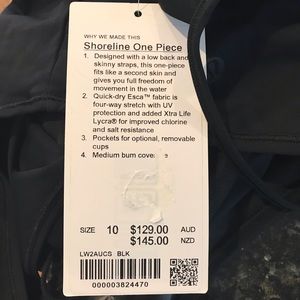 WHY WE MADE THIS
Shoreline One Piece
1. Designed with a low back and
skinny straps, this one-piece
fits like a second skin and
gives you full freedom of
movement in the water
2. Quick-dry Esca™ fabric is
four-way stretch with UV
protection and added Xtra Life
Lycra® for improved chlorine
and salt resistance
3. Pockets for optional, removable
cups
4. Medium bum
SIZE 10 $129.00 AUD
$145.00 NZD
LW2AUCS BLK
000003824470